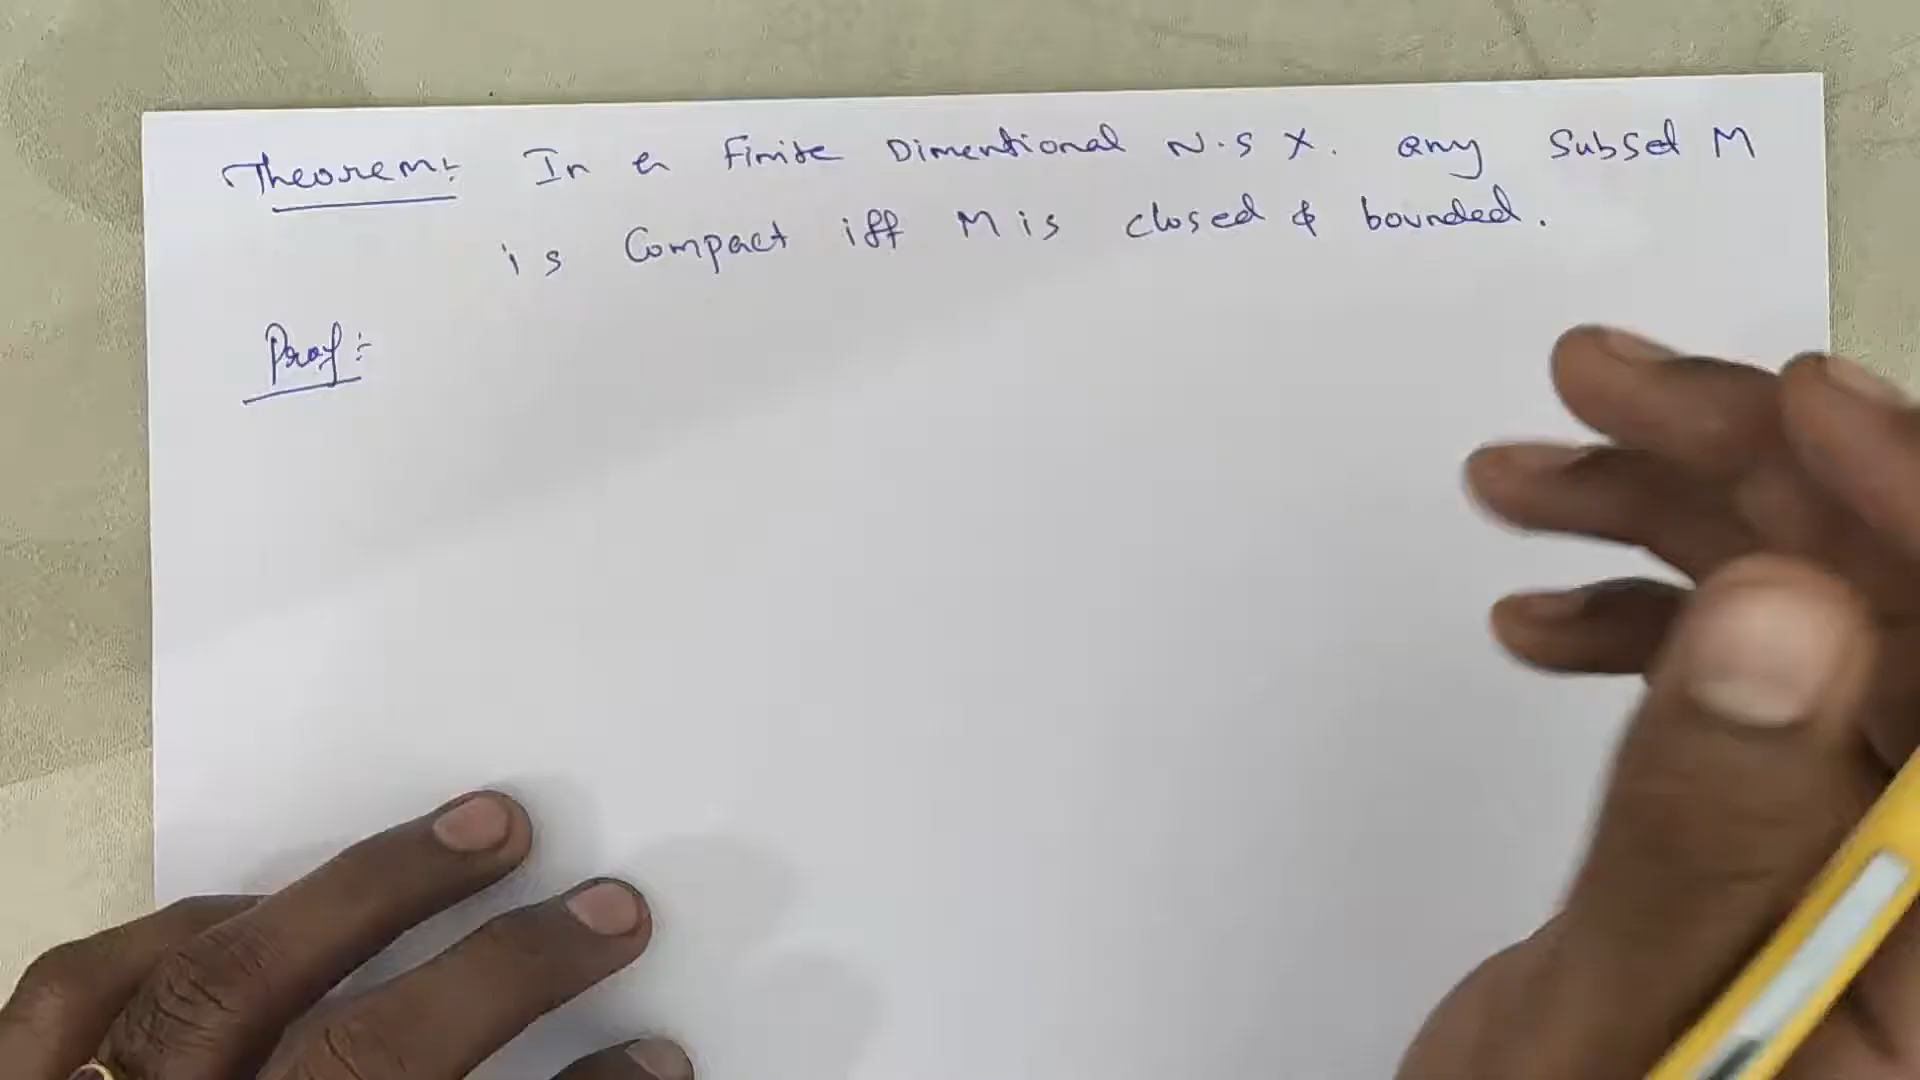 Theorem:- In a Finite Dimentional N.S X. any Subset M
is Compact iff M is closed & bounded.
Proof:-